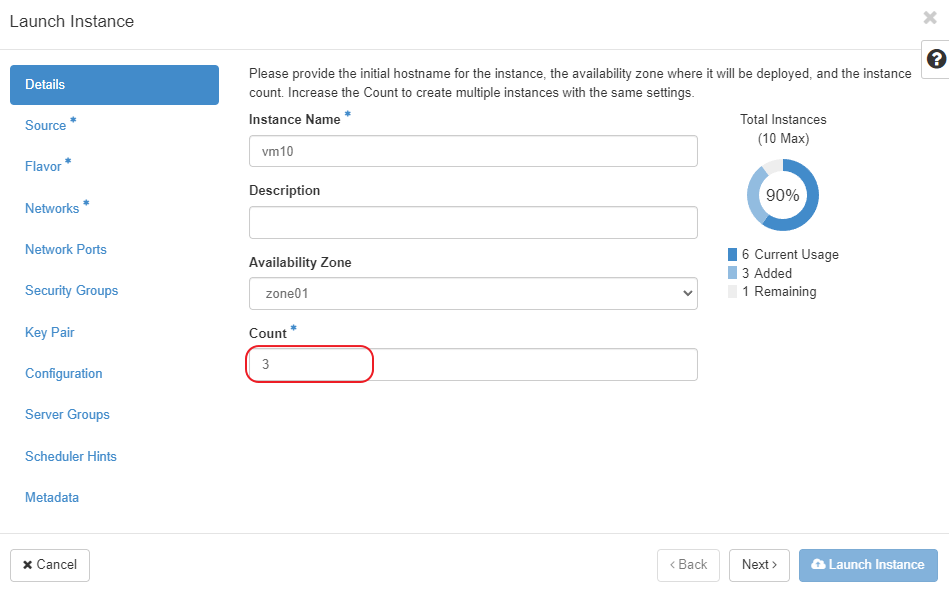 Launch Instance
Details
Source *
Flavor *
Networks *
Network Ports
Security Groups
Key Pair
Configuration
Server Groups
Scheduler Hints
Metadata
Please provide the initial hostname for the instance, the availability zone where it will be deployed, and the instance
count. Increase the Count to create multiple instances with the same settings.
Instance Name *
vm10
Description
Availability Zone
zone01
Count *
3
Total Instances
(10 Max)
90%
6 Current Usage
3 Added
1 Remaining
× Cancel
‹ Back
Next ›
Launch Instance